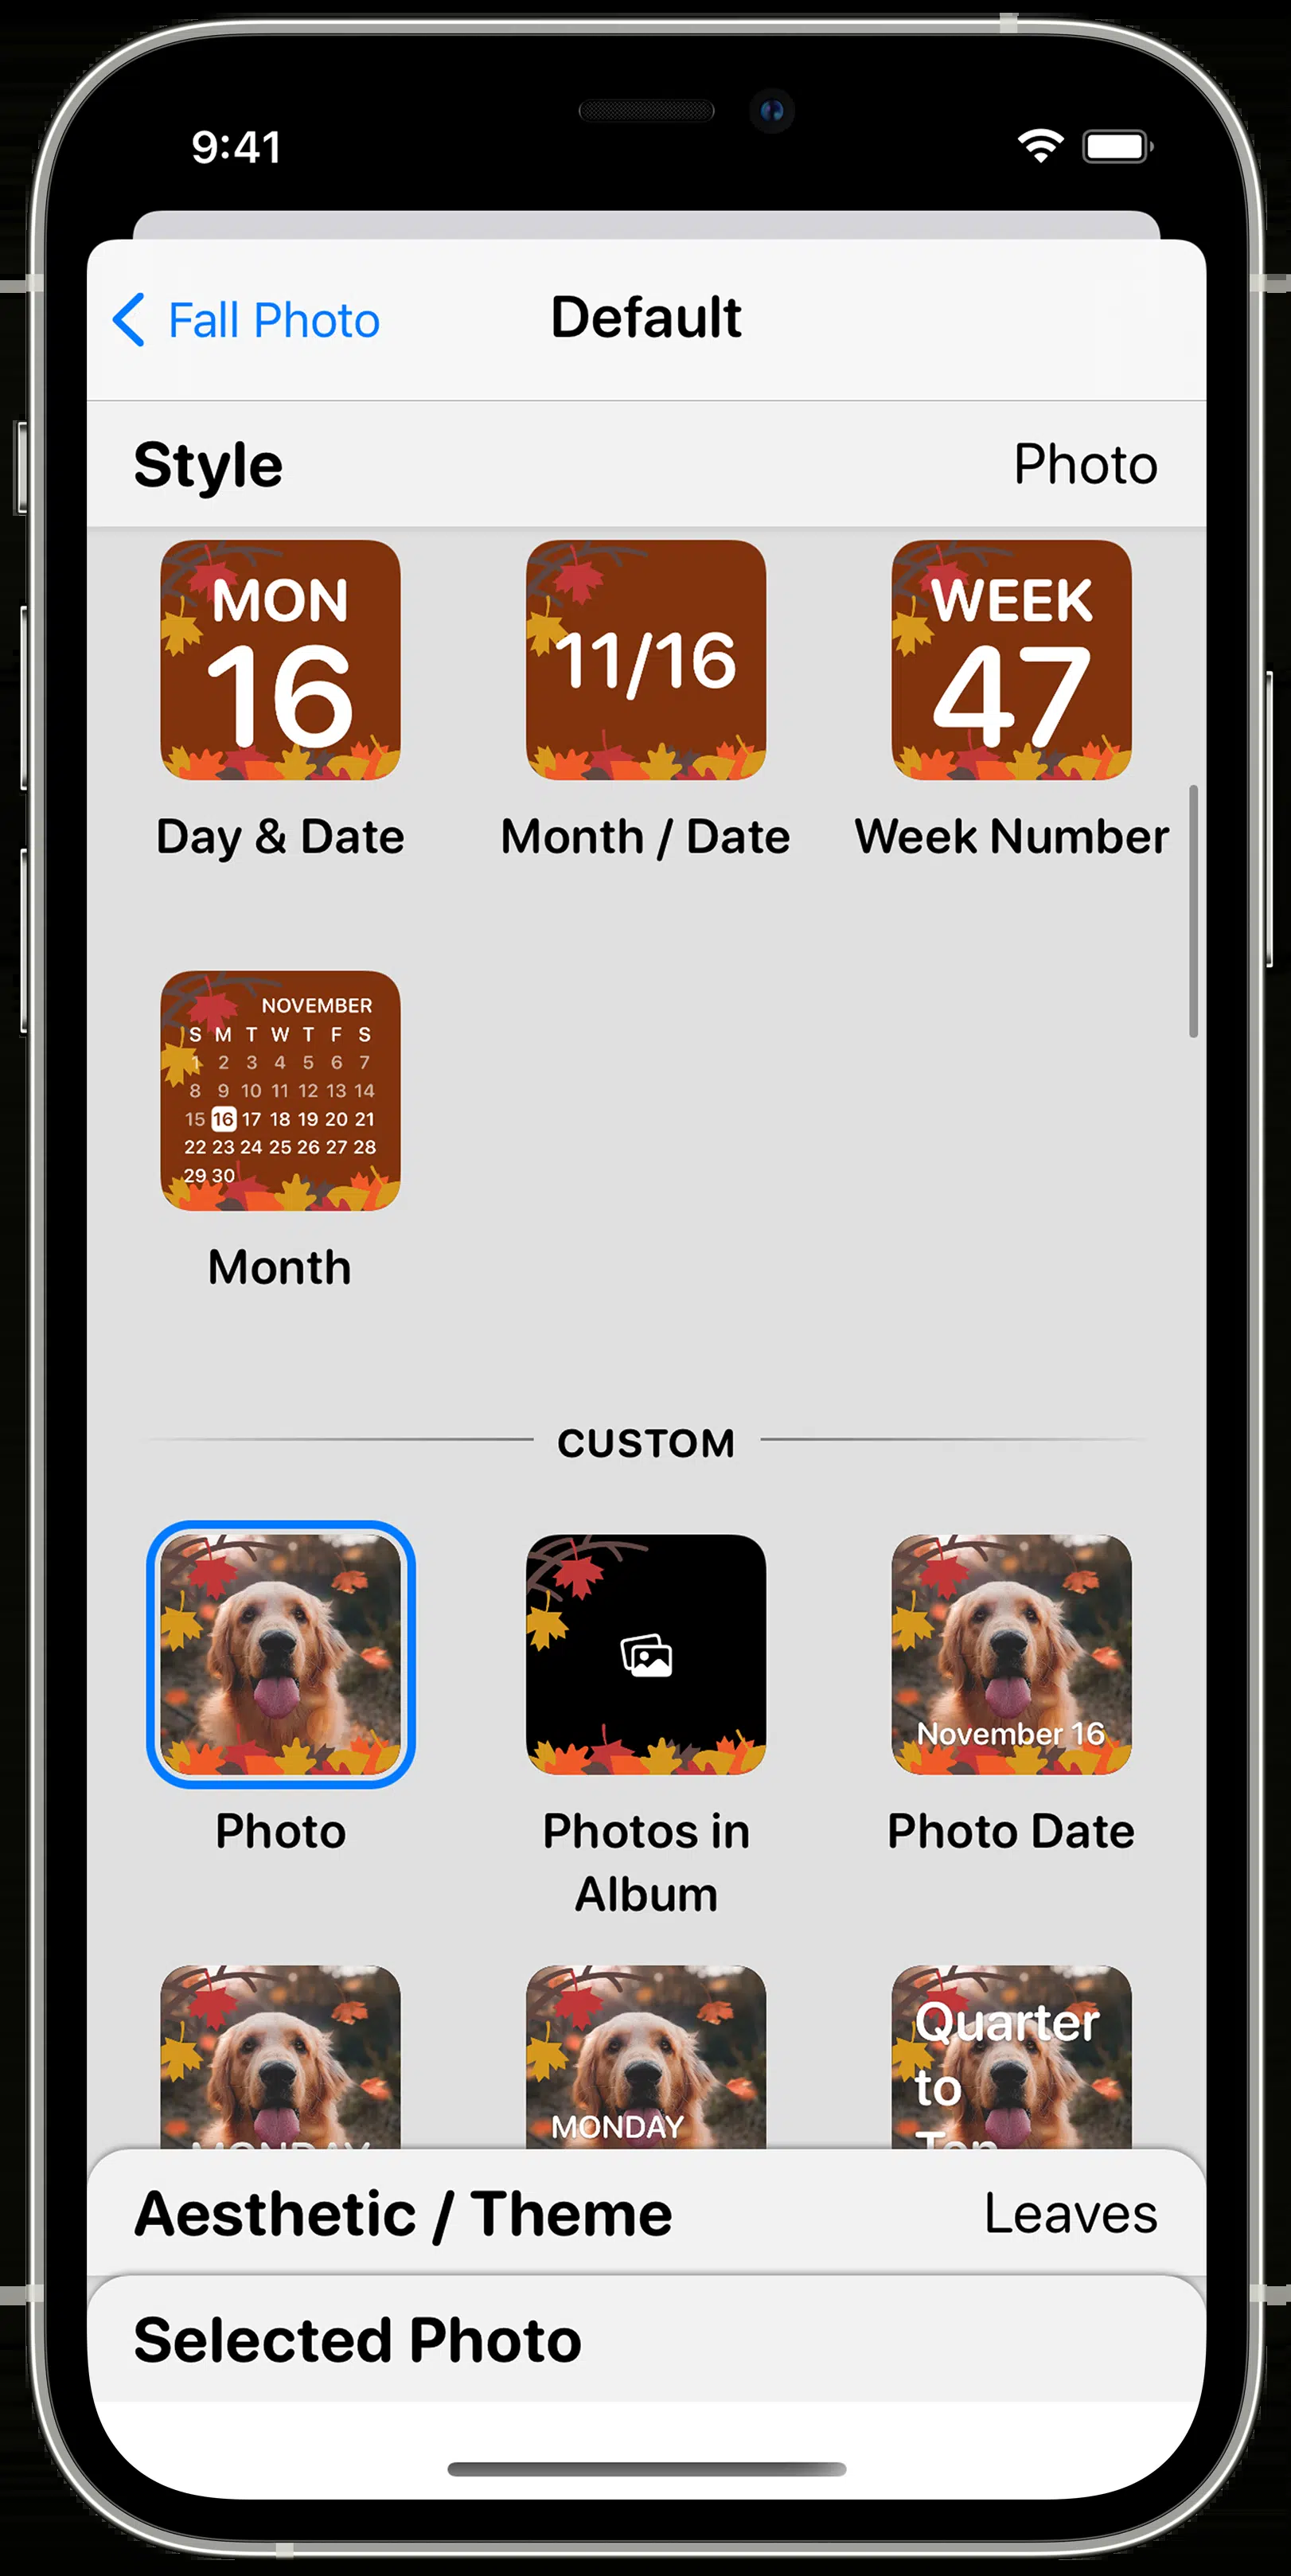 9:41
Fall Photo
Default
Style
Photo
MON
16
11/16
WEEK
47
Day & Date
Month / Date
Week Number
NOVEMBER
S M T W T F S
1 2 3 4 5 6 7
8 9 10 11 12 13 14
15 16 17 18 19 20 21
22 23 24 25 26 27 28
29 30
Month
CUSTOM
November 16
Photo
Photos in
Album
Photo Date
MONDAY
MONDAY
Quarter
to
Ten
Aesthetic / Theme
Leaves
Selected Photo